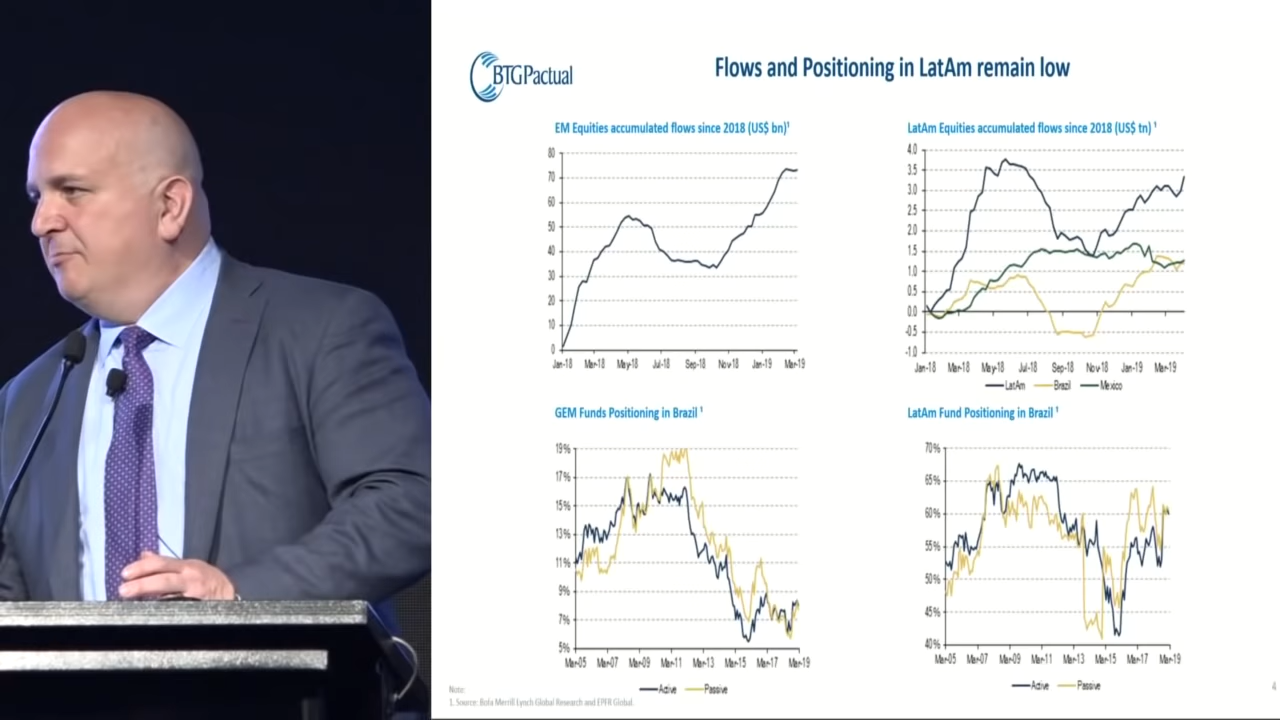 BTGPactual
Flows and Positioning in LatAm remain low
EM Equities accumulated flows since 2018 (US$ bn)¹
80
70
60
50
40
30
20
10
0
Jan-18 Mar-18 May-18 Jul-18 Sep-18 Nov-18 Jan-19 Mar-19
LatAm Equities accumulated flows since 2018 (US$ tn) ¹
4.0
3.5
3.0
2.5
2.0
1.5
1.0
0.5
0.0
-0.5
-1.0
Jan-18 Mar-18 May-18 Jul-18 Sep-18 Nov-18 Jan-19 Mar-19
LatAm Brazil Mexico
GEM Funds Positioning in Brazil ¹
19%
17%
15%
13%
11%
9%
7%
5%
Mar-05 Mar-07 Mar-09 Mar-11 Mar-13 Mar-15 Mar-17 Mar-19
Active Passive
LatAm Fund Positioning in Brazil ¹
70%
65%
60%
55%
50%
45%
40%
Mar-05 Mar-07 Mar-09 Mar-11 Mar-13 Mar-15 Mar-17 Mar-19
Active Passive
Note:
1. Source: BofA Merrill Lynch Global Research and EPFR Global.
4